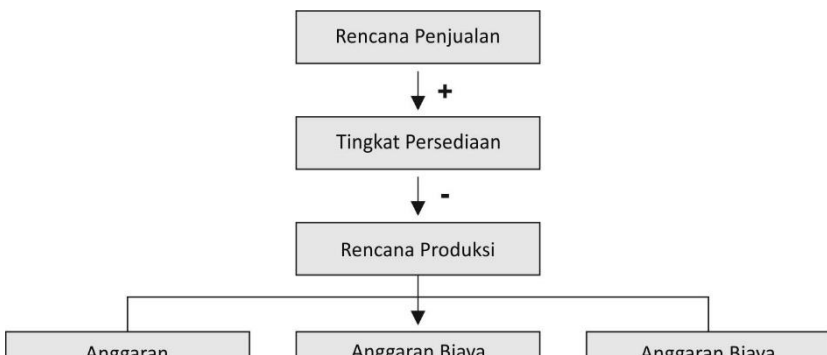 Rencana Penjualan
+
Tingkat Persediaan
-
Rencana Produksi
Anggaran
Anggaran Biaya
Anggaran Biaya